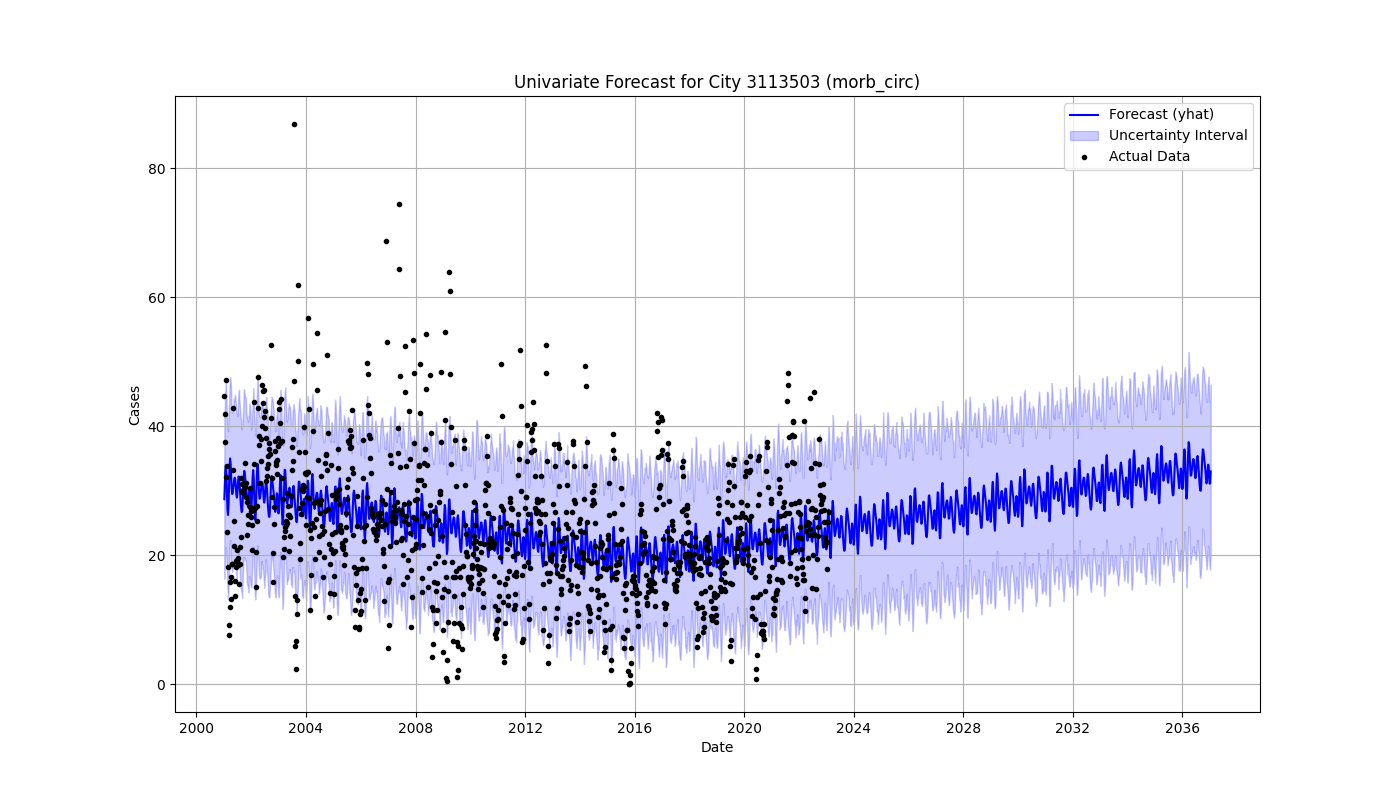 Univariate Forecast for City 3113503 (morb_circ)
Forecast (yhat)
Uncertainty Interval
Actual Data
Cases
80
60
40
20
0
2000 2004 2008 2012 2016 2020 2024 2028 2032 2036
Date